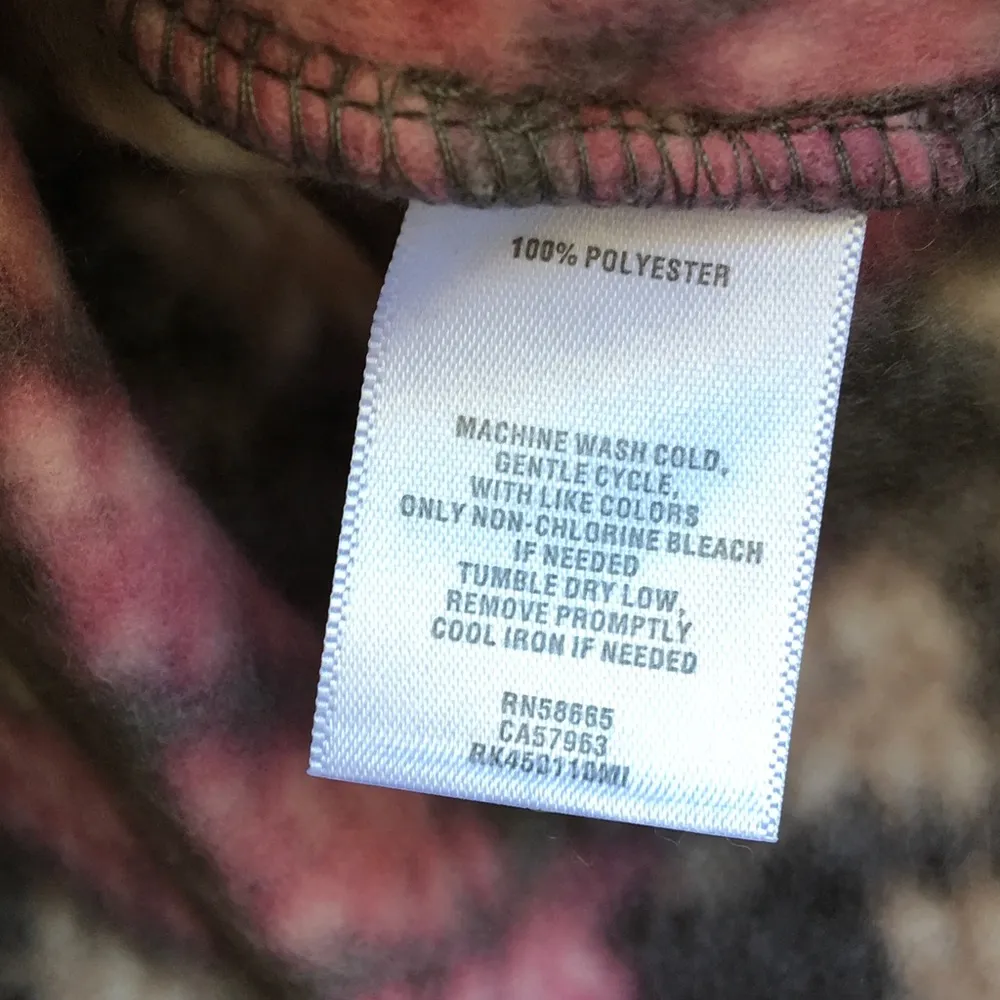 100% POLYESTER
MACHINE WASH COLD,
GENTLE CYCLE,
WITH LIKE COLORS
ONLY NON-CHLORINE BLEACH
IF NEEDED
TUMBLE DRY LOW,
REMOVE PROMPTLY
COOL IRON IF NEEDED
RN58665
CA57963